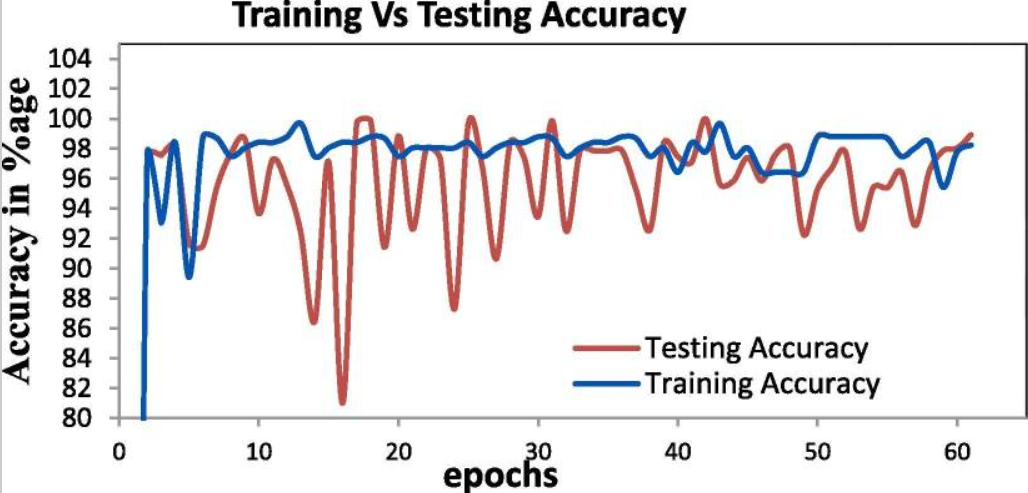 Training Vs Testing Accuracy
Accuracy in %age
104
102
100
98
96
94
92
90
88
86
84
82
80
Testing Accuracy
Training Accuracy
0 10 20 30 40 50 60
epochs